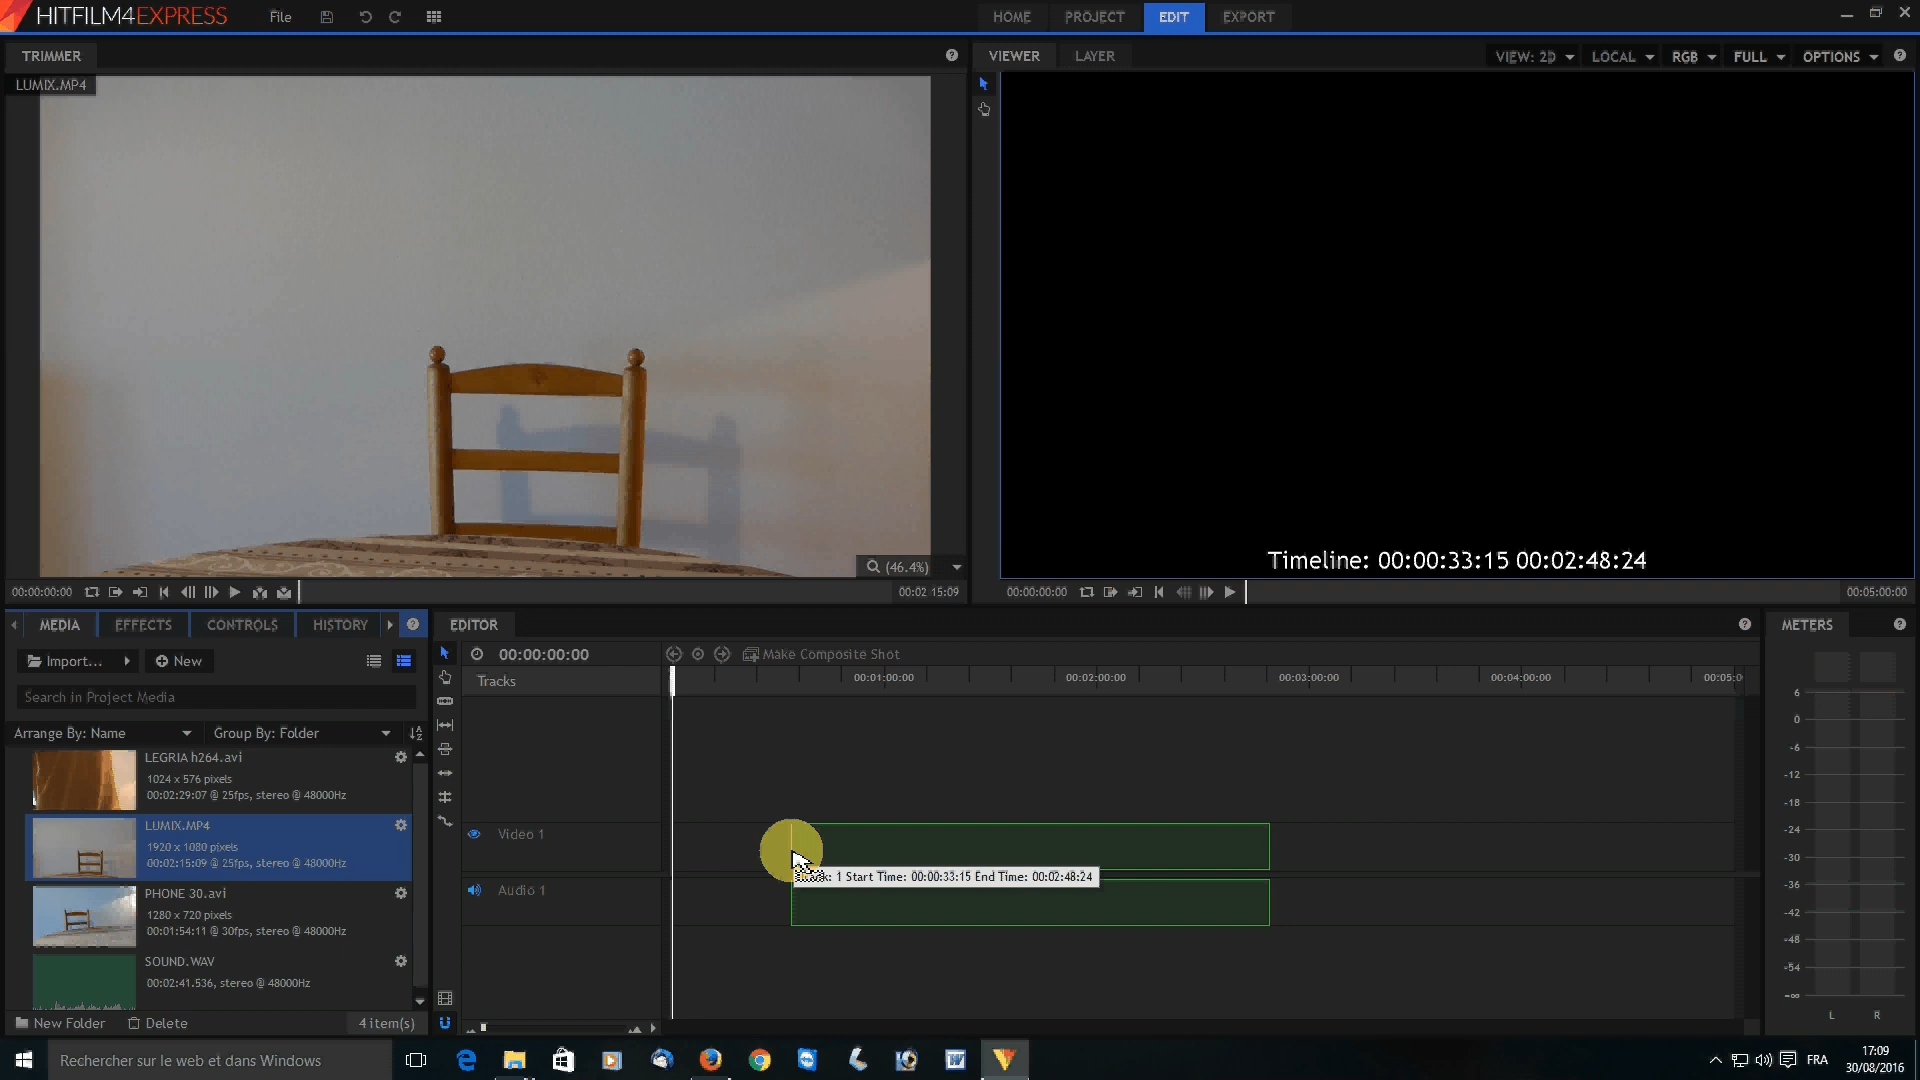 HITFILM4EXPRESS File HOME PROJECT EDIT EXPORT
TRIMMER
LUMIX.MP4
VIEWER LAYER VIEW: 2D LOCAL RGB FULL OPTIONS
(46.4%)
Timeline: 00:00:33:15 00:02:48:24
00:00:00:00 00:02:15:09
00:00:00:00 00:05:00:00
MEDIA EFFECTS CONTROLS HISTORY
Import... New
Search in Project Media
Arrange By: Name Group By: Folder
LEGRIA h264.avi
1024 x 576 pixels
00:02:29:07 @ 25fps, stereo @ 48000Hz
LUMIX.MP4
1920 x 1080 pixels
00:02:15:09 @ 25fps, stereo @ 48000Hz
PHONE 30.avi
1280 x 720 pixels
00:01:54:11 @ 30fps, stereo @ 48000Hz
SOUND.WAV
00:02:41.536, stereo @ 48000Hz
New Folder Delete 4 item(s)
EDITOR
00:00:00:00 Make Composite Shot
Tracks 00:01:00:00 00:02:00:00 00:03:00:00 00:04:00:00
Video 1
1 Start Time: 00:00:33:15 End Time: 00:02:48:24
Audio 1
METERS
6
0
-6
-12
-18
-24
-30
-36
-42
-48
-54
-∞
L R
Rechercher sur le web et dans Windows
FRA
17:09
30/08/2016